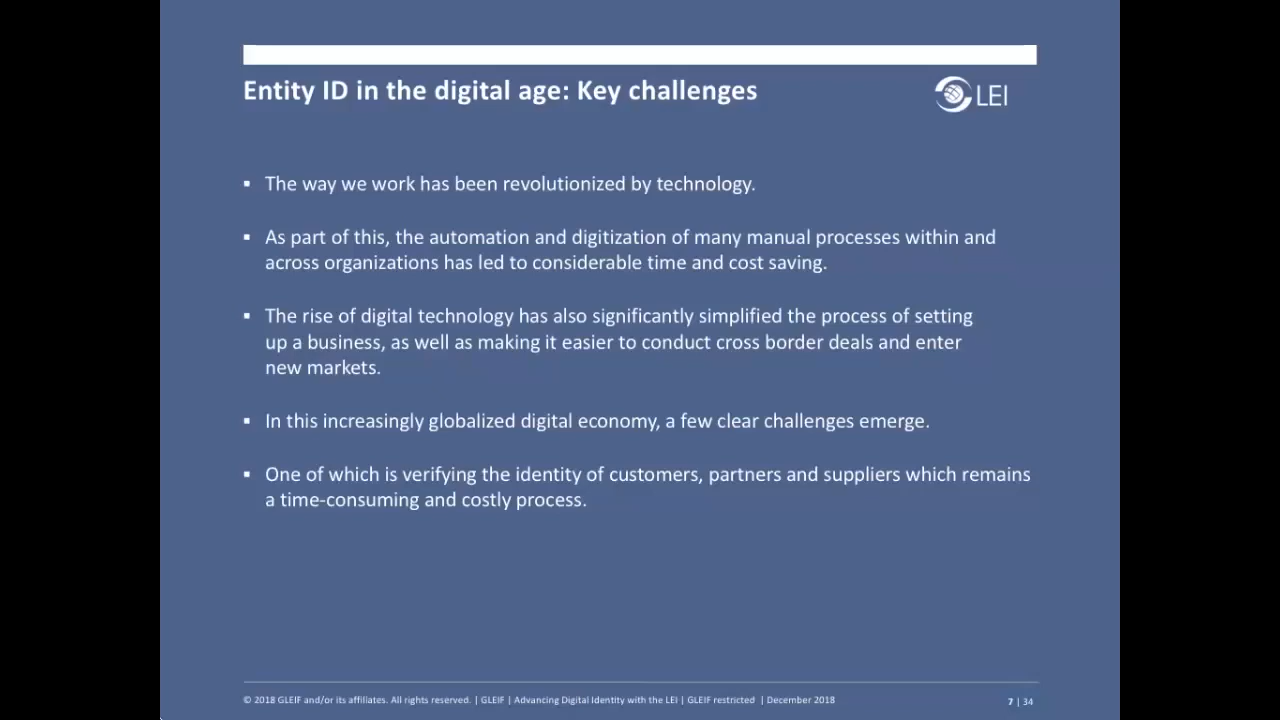 Entity ID in the digital age: Key challenges
LEI
▪ The way we work has been revolutionized by technology.
▪ As part of this, the automation and digitization of many manual processes within and
across organizations has led to considerable time and cost saving.
▪ The rise of digital technology has also significantly simplified the process of setting
up a business, as well as making it easier to conduct cross border deals and enter
new markets.
▪ In this increasingly globalized digital economy, a few clear challenges emerge.
▪ One of which is verifying the identity of customers, partners and suppliers which remains
a time-consuming and costly process.
© 2018 GLEIF and/or its affiliates. All rights reserved. | GLEIF | Advancing Digital Identity with the LEI | GLEIF restricted | December 2018
7 | 34